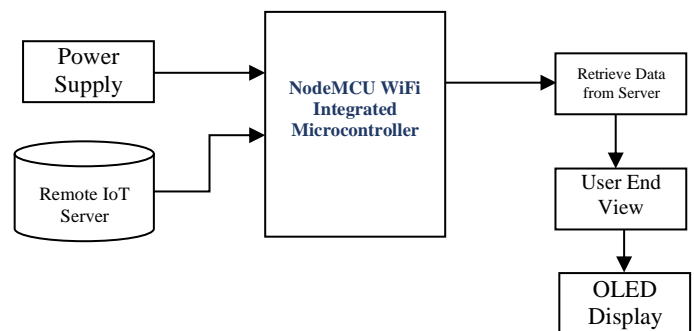 Power
Supply
NodeMCU WiFi
Integrated
Microcontroller
Retrieve Data
from Server
Remote IoT
Server
User End
View
OLED
Display